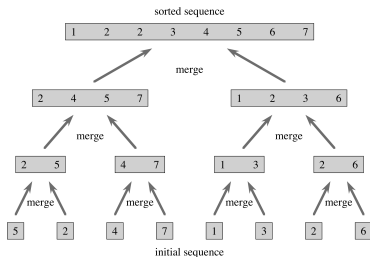 sorted sequence
1 2 2 3 4 5 6 7
merge
2 4 5 7 1 2 3 6
merge merge
2 5 4 7 1 3 2 6
merge merge merge merge
5 2 4 7 1 3 2 6
initial sequence